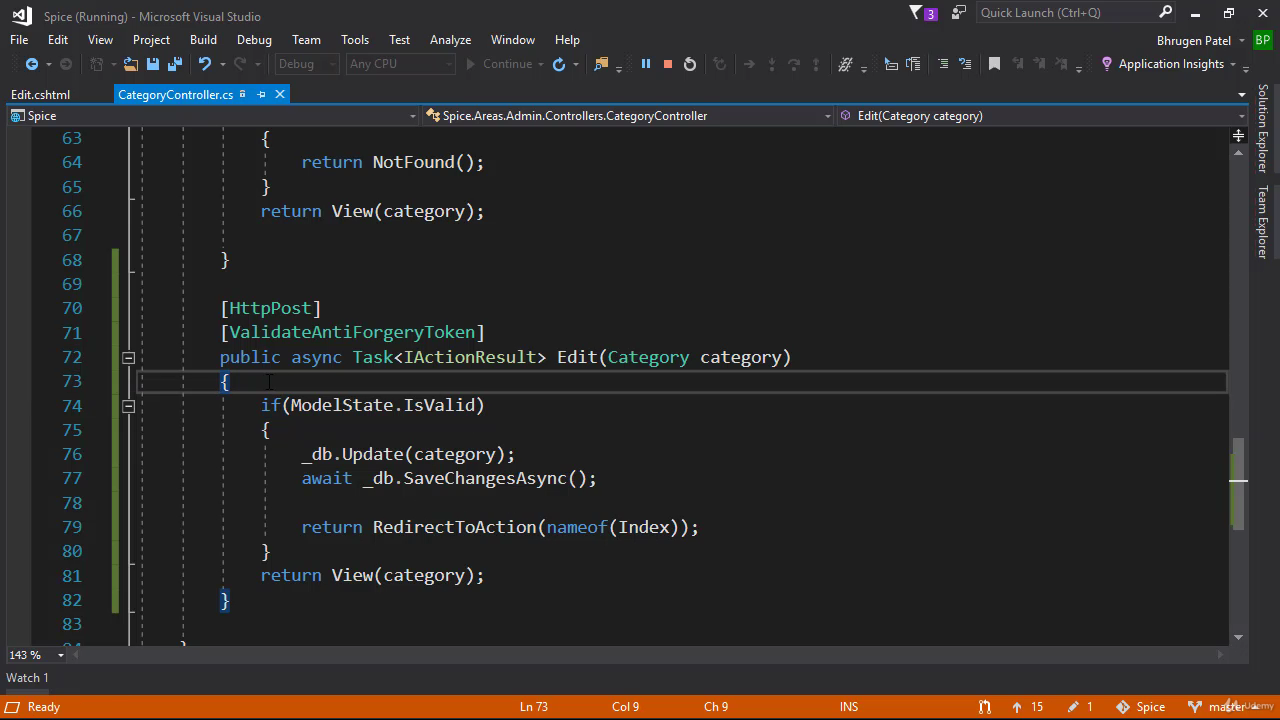 Spice (Running) - Microsoft Visual Studio
3
Quick Launch (Ctrl+Q)
File Edit View Project Build Debug Team Tools Test Analyze Window Help
Bhrugen Patel
BP
Debug Any CPU Continue Application Insights
Edit.cshtml CategoryController.cs
Spice Spice.Areas.Admin.Controllers.CategoryController Edit(Category category)
63 {
64 return NotFound();
65 }
66 return View(category);
67
68 }
69
70 [HttpPost]
71 [ValidateAntiForgeryToken]
72 public async Task<IActionResult> Edit(Category category)
73 {
74 if(ModelState.IsValid)
75 {
76 _db.Update(category);
77 await _db.SaveChangesAsync();
78
79 return RedirectToAction(nameof(Index));
80 }
81 return View(category);
82 }
83
Solution Explorer
Team Explorer
143 %
Watch 1
Ready Ln 73 Col 9 Ch 9 INS 15 1 Spice master
Udemy